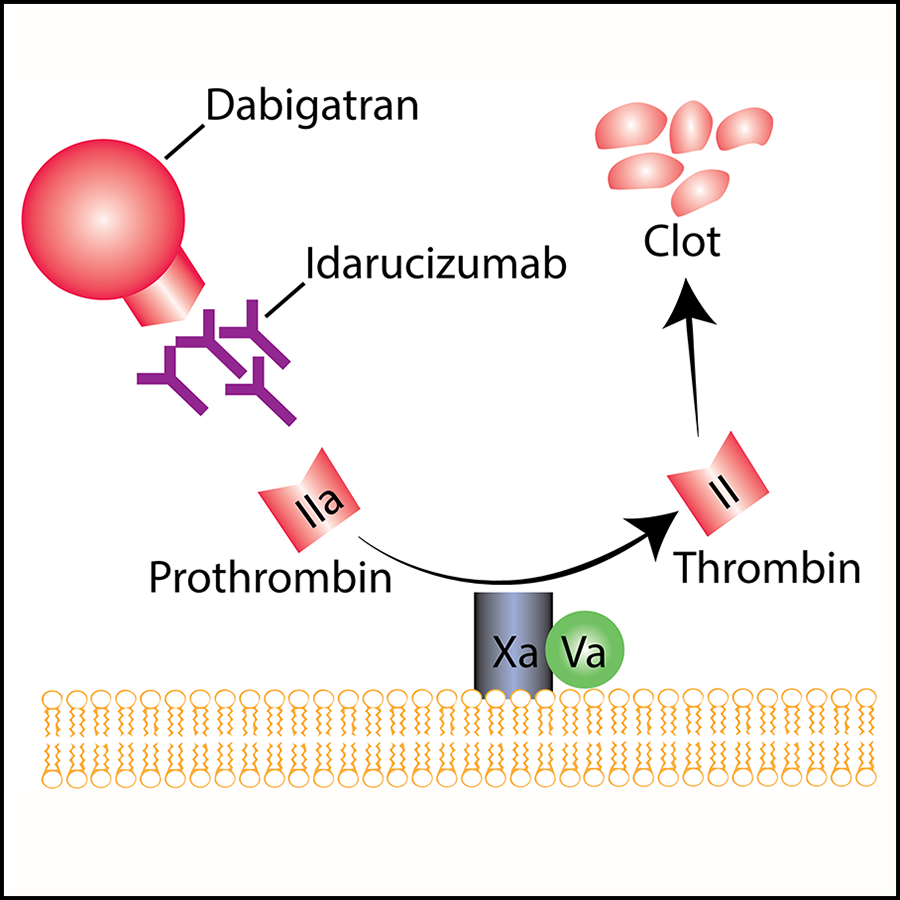 Dabigatran
Idarucizumab
Clot
IIa
II
Prothrombin
Thrombin
Xa
Va